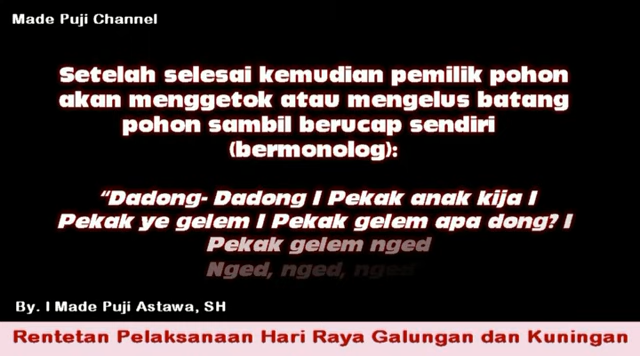 Made Puji Channel
Setelah selesai kemudian pemilik pohon
akan menggetok atau mengelus batang
pohon sambil berucap sendiri
(bermonolog):
“Dadong- Dadong I Pekak anak kija I
Pekak ye gelem I Pekak gelem apa dong? I
Pekak gelem nged
Nged, nged, nged
By. I Made Puji Astawa, SH
Rentetan Pelaksanaan Hari Raya Galungan dan Kuningan